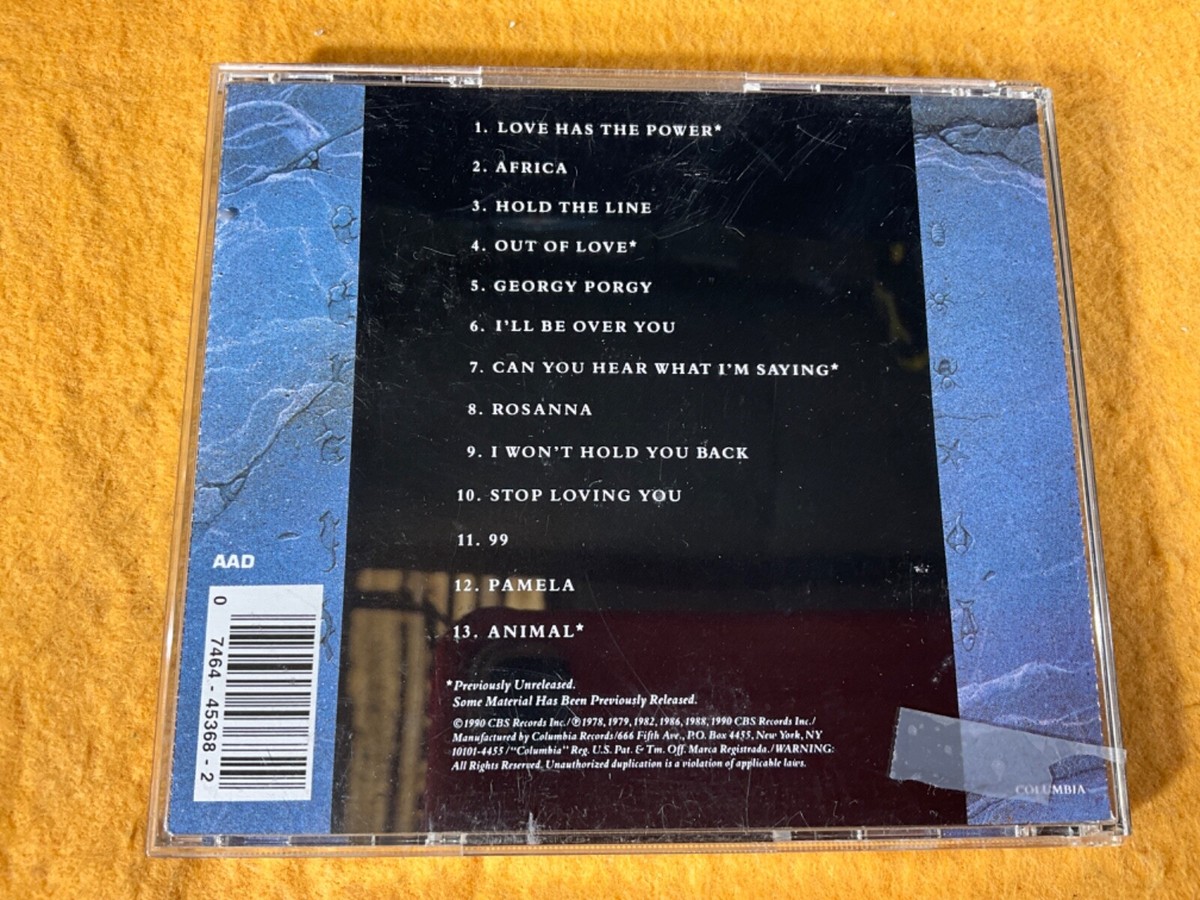 1. LOVE HAS THE POWER*
2. AFRICA
3. HOLD THE LINE
4. OUT OF LOVE*
5. GEORGY PORGY
6. I'LL BE OVER YOU
7. CAN YOU HEAR WHAT I'M SAYING*
8. ROSANNA
9. I WON'T HOLD YOU BACK
10. STOP LOVING YOU
11. 99
12. PAMELA
13. ANIMAL*
*Previously Unreleased.
Some Material Has Been Previously Released.
©1990 CBS Records Inc./℗1978, 1979, 1982, 1986, 1988, 1990 CBS Records Inc./
Manufactured by Columbia Records/666 Fifth Ave., P.O. Box 4455, New York, NY
10101-4455/"Columbia" Reg. U.S. Pat. & Tm. Off. Marca Registrada./WARNING:
All Rights Reserved. Unauthorized duplication is a violation of applicable laws.
AAD
0 7464-45368-2
COLUMBIA